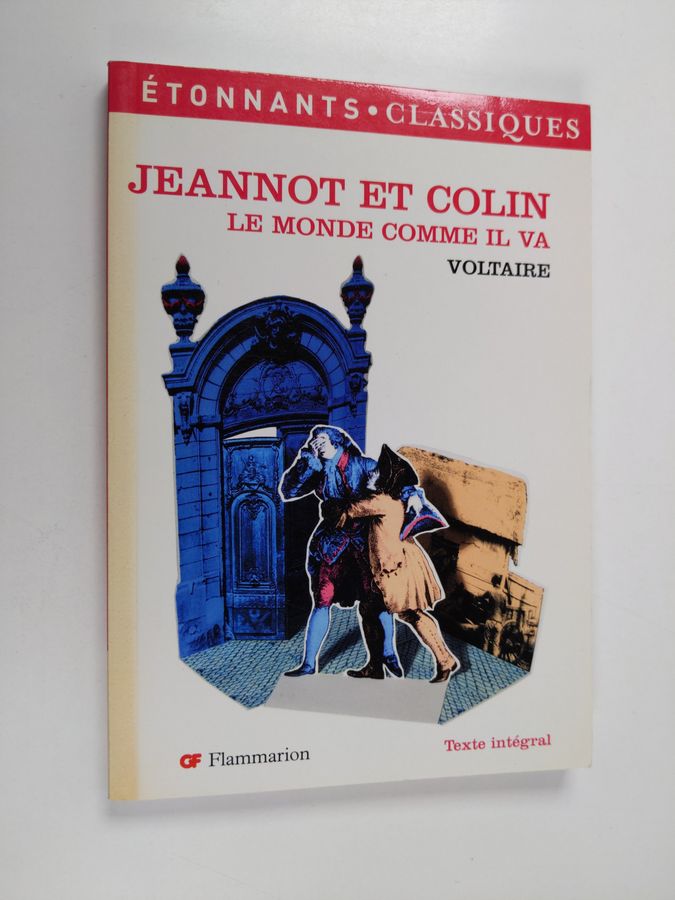 ÉTONNANTS • CLASSIQUES
JEANNOT ET COLIN
LE MONDE COMME IL VA
VOLTAIRE
Texte intégral
GF Flammarion